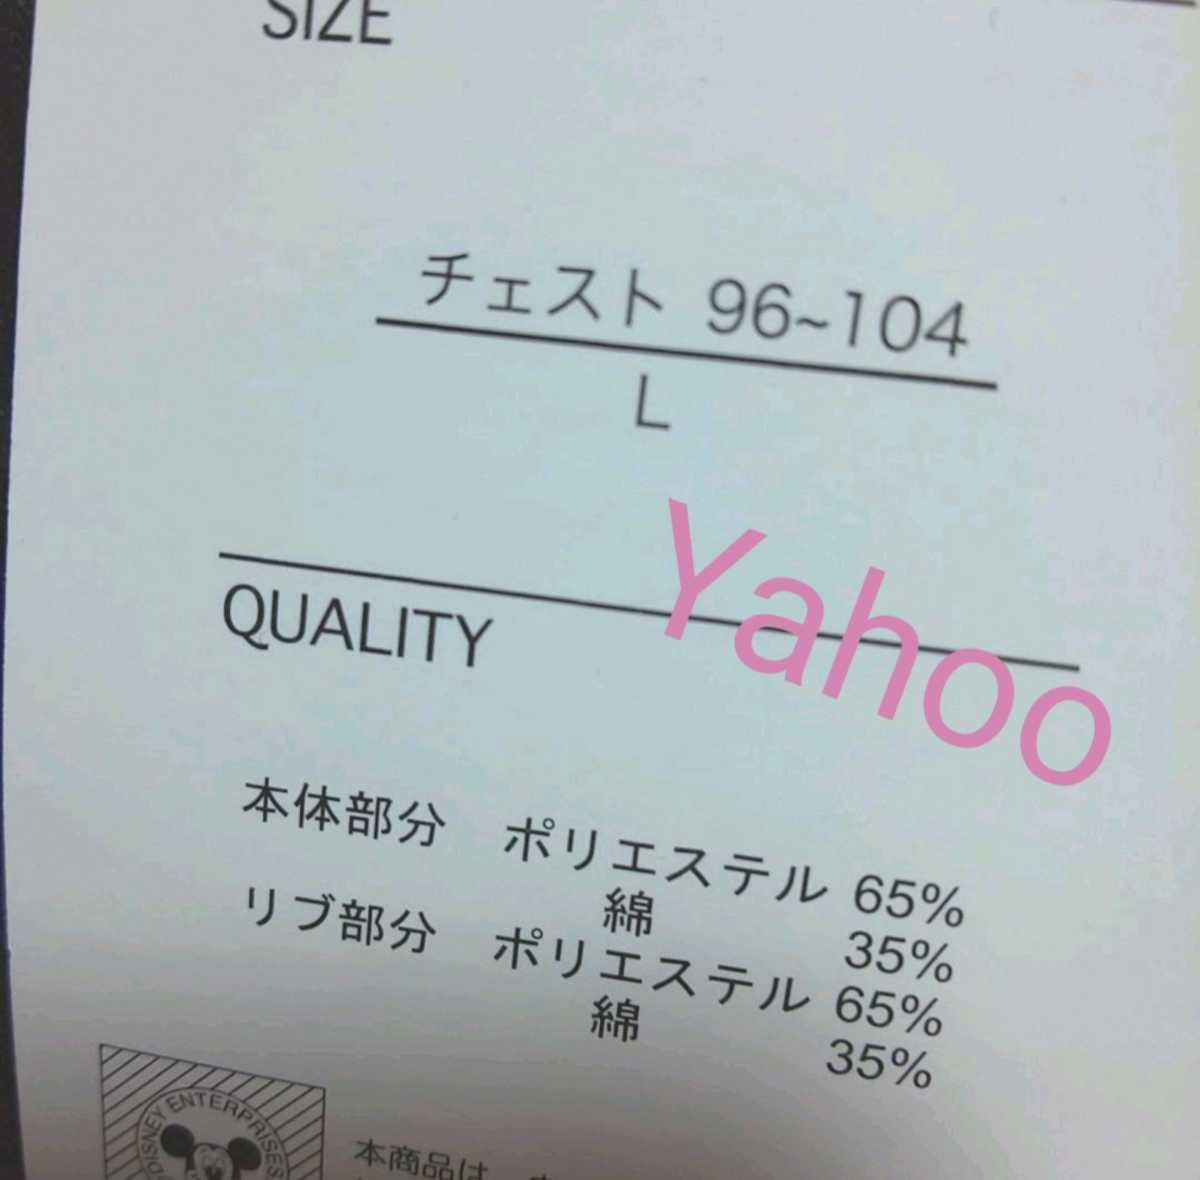 SIZE
チェスト 96~104
L
Yahoo
QUALITY
本体部分 ポリエステル 65%
綿 35%
リブ部分 ポリエステル 65%
綿 35%
DISNEY ENTERPRISES
本商品は